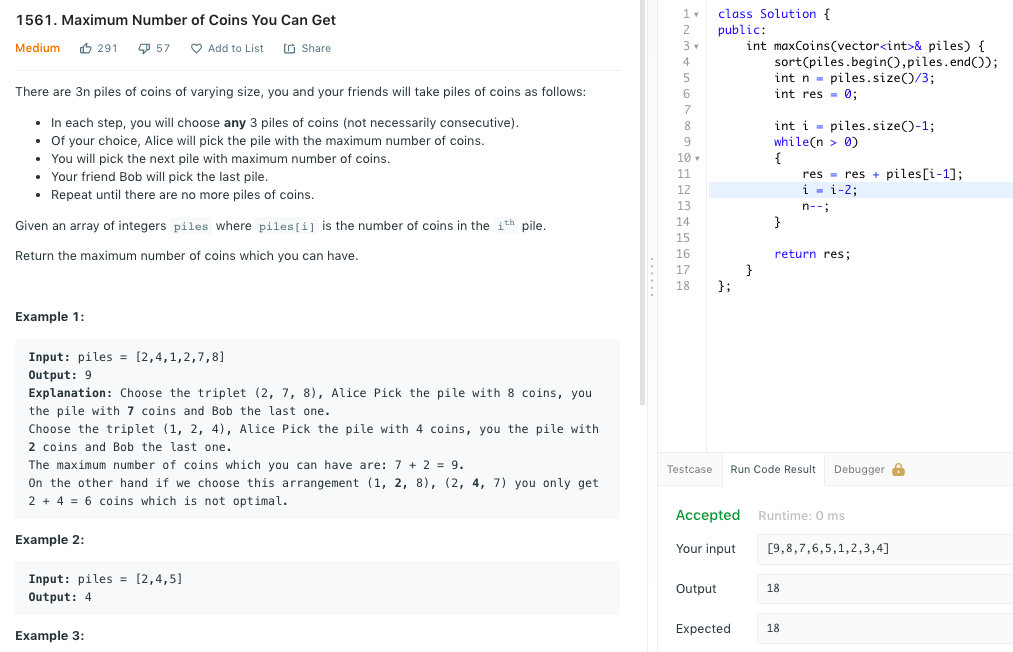 1561. Maximum Number of Coins You Can Get
Medium 291 57 Add to List Share
There are 3n piles of coins of varying size, you and your friends will take piles of coins as follows:
• In each step, you will choose any 3 piles of coins (not necessarily consecutive).
• Of your choice, Alice will pick the pile with the maximum number of coins.
• You will pick the next pile with maximum number of coins.
• Your friend Bob will pick the last pile.
• Repeat until there are no more piles of coins.
Given an array of integers piles where piles[i] is the number of coins in the ith pile.
Return the maximum number of coins which you can have.
Example 1:
Input: piles = [2,4,1,2,7,8]
Output: 9
Explanation: Choose the triplet (2, 7, 8), Alice Pick the pile with 8 coins, you
the pile with 7 coins and Bob the last one.
Choose the triplet (1, 2, 4), Alice Pick the pile with 4 coins, you the pile with
2 coins and Bob the last one.
The maximum number of coins which you can have are: 7 + 2 = 9.
On the other hand if we choose this arrangement (1, 2, 8), (2, 4, 7) you only get
2 + 4 = 6 coins which is not optimal.
Example 2:
Input: piles = [2,4,5]
Output: 4
Example 3:
1 class Solution {
2 public:
3 int maxCoins(vector<int>& piles) {
4 sort(piles.begin(),piles.end());
5 int n = piles.size()/3;
6 int res = 0;
7
8 int i = piles.size()-1;
9 while(n > 0)
10 {
11 res = res + piles[i-1];
12 i = i-2;
13 n--;
14 }
15
16 return res;
17 }
18 };
Testcase Run Code Result Debugger
Accepted Runtime: 0 ms
Your input [9,8,7,6,5,1,2,3,4]
Output 18
Expected 18